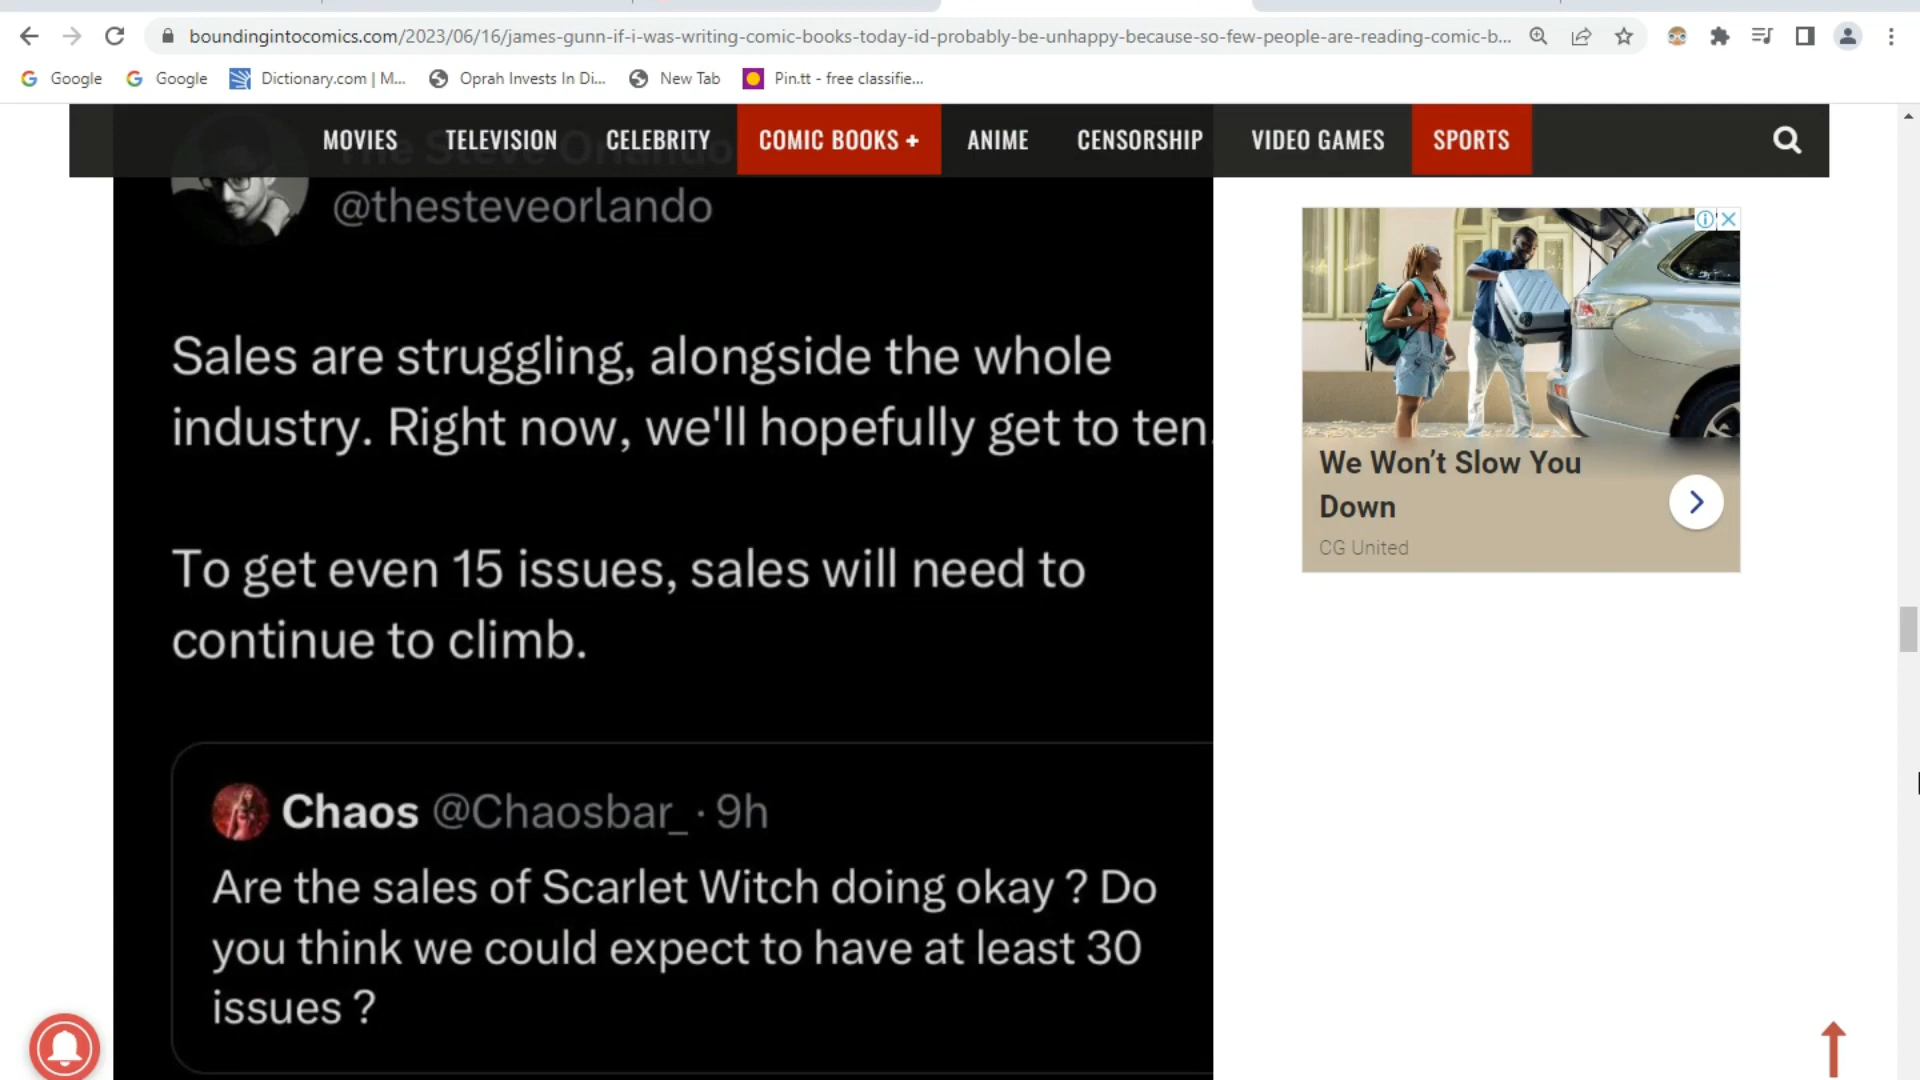 boundingintocomics.com/2023/06/16/james-gunn-if-i-was-writing-comic-books-today-id-probably-be-unhappy-because-so-few-people-are-reading-comic-b...
Google
Google
Dictionary.com | M...
Oprah Invests In Di...
New Tab
Pin.tt - free classifie...
MOVIES
TELEVISION
CELEBRITY
COMIC BOOKS +
ANIME
CENSORSHIP
VIDEO GAMES
SPORTS
The Steve Orlando
@thesteveorlando
Sales are struggling, alongside the whole
industry. Right now, we'll hopefully get to ten.
To get even 15 issues, sales will need to
continue to climb.
Chaos @Chaosbar_ · 9h
Are the sales of Scarlet Witch doing okay ? Do
you think we could expect to have at least 30
issues ?
We Won't Slow You
Down
CG United